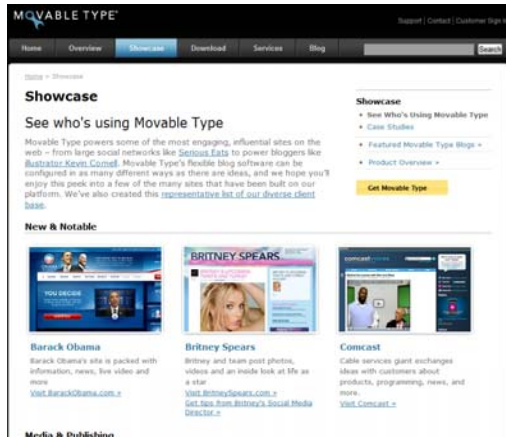 MOVABLE TYPE
Support | Contact | Customer Sign In
Home Overview Showcase Download Services Blog Search
Home > Showcase
Showcase
See who's using Movable Type
Movable Type powers some of the most engaging, influential sites on the
web – from large social networks like Serious Eats to power bloggers like
illustrator Kevin Cornell. Movable Type's flexible blog software can be
configured in as many different ways as there are ideas, and we hope you'll
enjoy this peek into a few of the many sites that have been built on our
platform. We've also created this representative list of our diverse client
base.
Showcase
See Who's Using Movable Type
Case Studies
Featured Movable Type Blogs »
Product Overview »
Get Movable Type
New & Notable
YOU DECIDE
BRITNEY SPEARS
comcast voices
Barack Obama
Barack Obama's site is packed with
information, news, live video and
more
Visit BarackObama.com »
Britney Spears
Britney and team post photos,
videos and an inside look at life as
a star
Visit BritneySpears.com »
Get tips from Britney's Social Media
Director »
Comcast
Cable services giant exchanges
ideas with customers about
products, programming, news, and
more.
Visit Comcast »
Media & Publishing